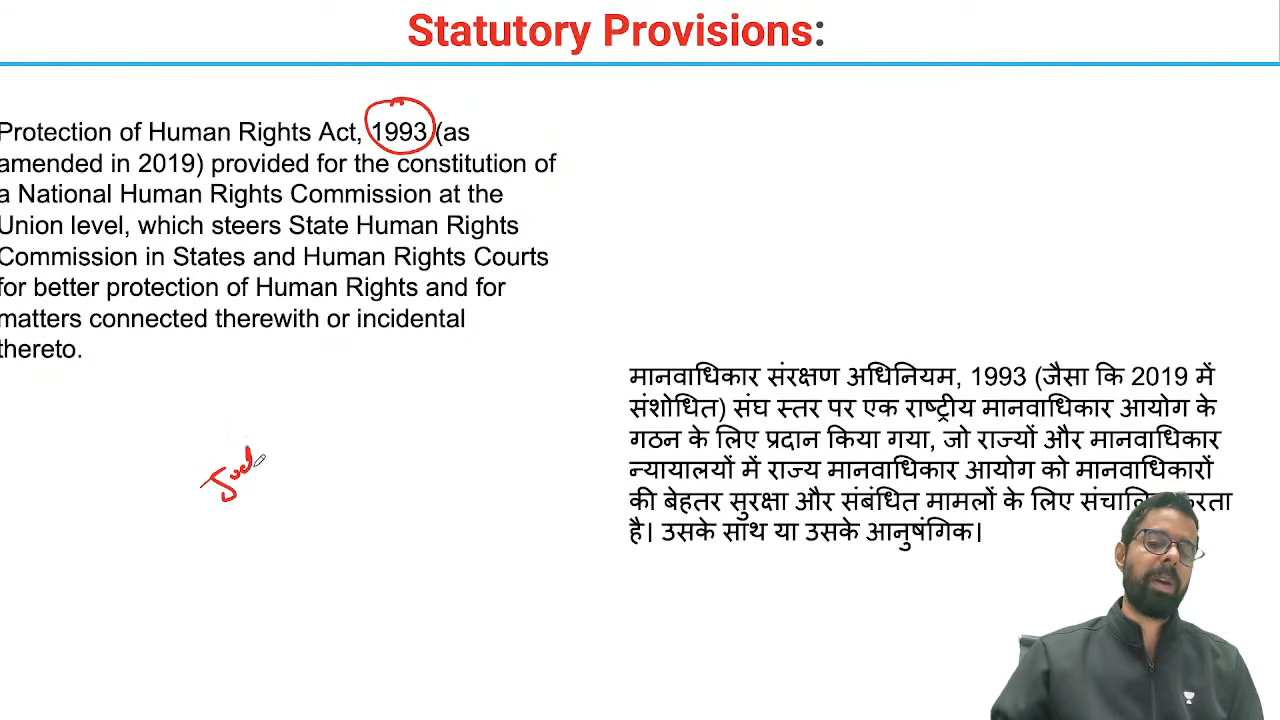 Statutory Provisions:
Protection of Human Rights Act, 1993 (as
amended in 2019) provided for the constitution of
a National Human Rights Commission at the
Union level, which steers State Human Rights
Commission in States and Human Rights Courts
for better protection of Human Rights and for
matters connected therewith or incidental
thereto.
मानवाधिकार संरक्षण अधिनियम, 1993 (जैसा कि 2019 में
संशोधित) संघ स्तर पर एक राष्ट्रीय मानवाधिकार आयोग के
गठन के लिए प्रदान किया गया, जो राज्यों और मानवाधिकार
न्यायालयों में राज्य मानवाधिकार आयोग को मानवाधिकारों
की बेहतर सुरक्षा और संबंधित मामलों के लिए
है। उसके साथ या उसके आनुषंगिक।